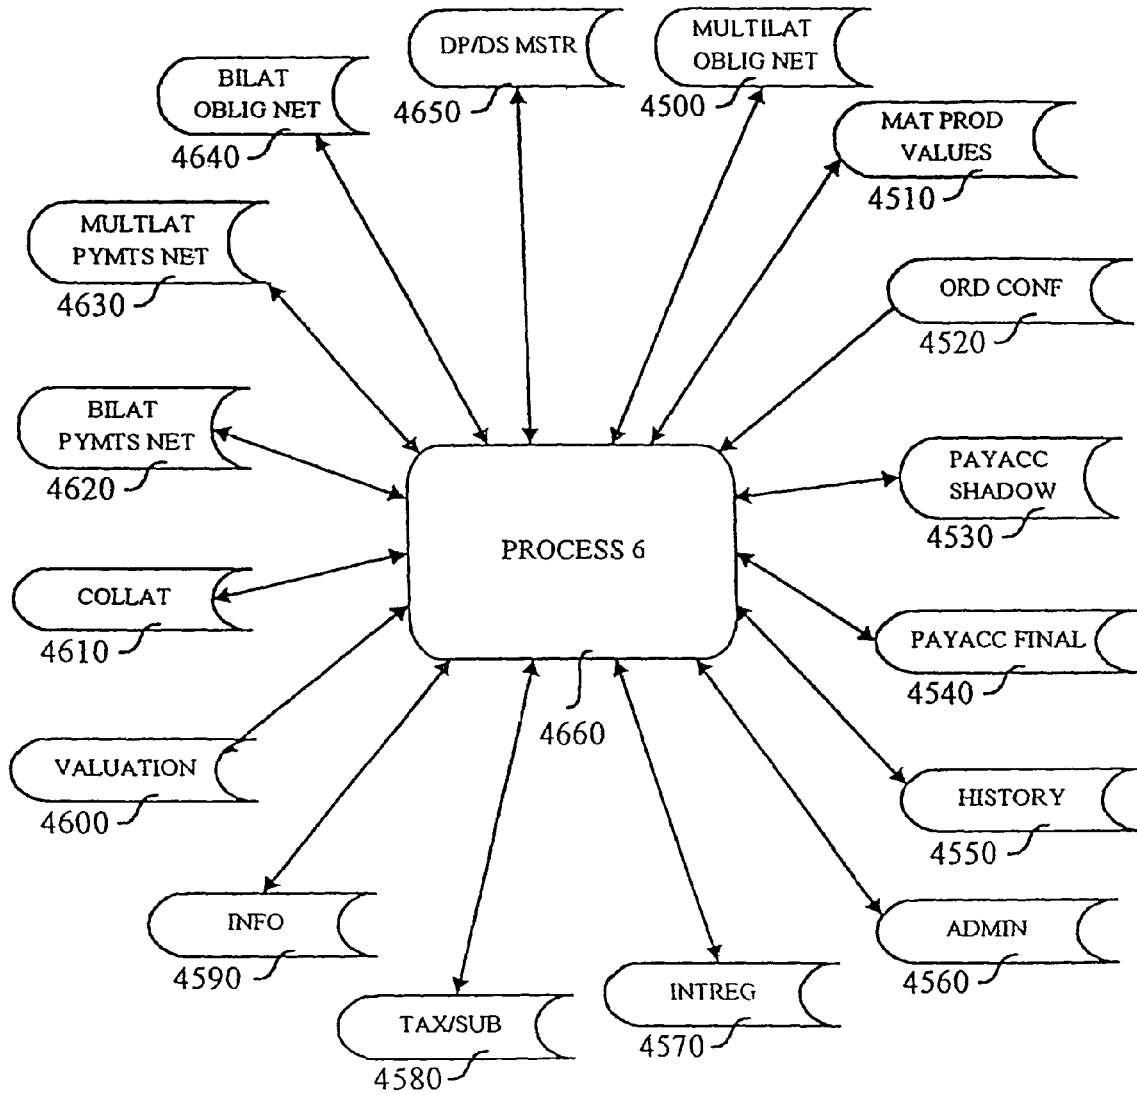 DP/DS MSTR
4650
MULTILAT
OBLIG NET
4500
BILAT
OBLIG NET
4640
MAT PROD
VALUES
4510
MULTLAT
PYMTS NET
4630
ORD CONF
4520
BILAT
PYMTS NET
4620
PAYACC
SHADOW
4530
PROCESS 6
4660
COLLAT
4610
PAYACC FINAL
4540
VALUATION
4600
HISTORY
4550
INFO
4590
ADMIN
4560
TAX/SUB
4580
INTREG
4570